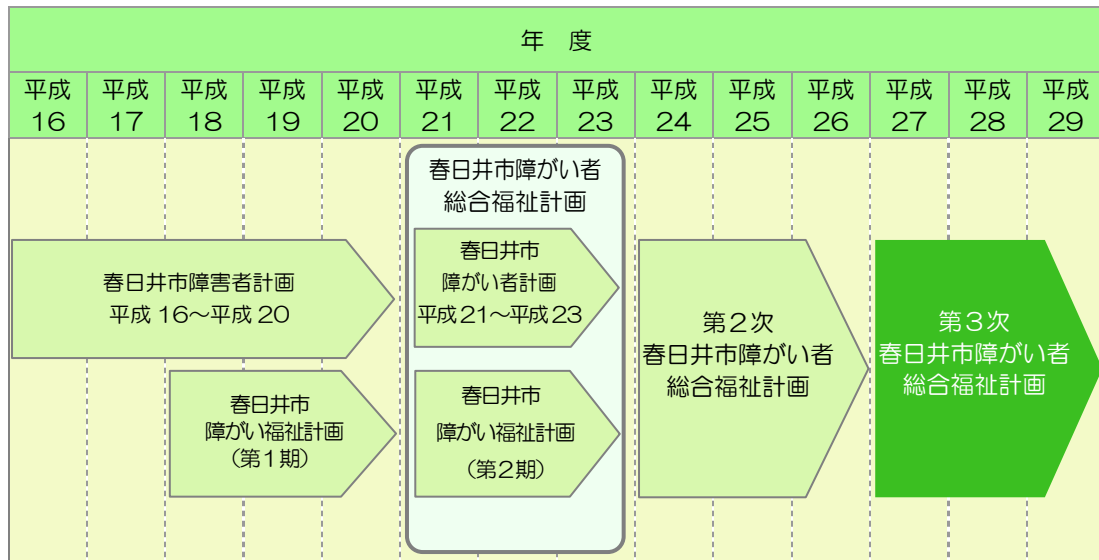 年 度
平成 平成 平成 平成 平成 平成 平成 平成 平成 平成 平成 平成 平成 平成
16 17 18 19 20 21 22 23 24 25 26 27 28 29
春日井市障がい者
総合福祉計画
春日井市障害者計画
平成 16～平成 20
春日井市
障がい者計画
平成21～平成23
春日井市
障がい福祉計画
（第1期）
春日井市
障がい福祉計画
（第2期）
第2次
春日井市障がい者
総合福祉計画
第3次
春日井市障がい者
総合福祉計画